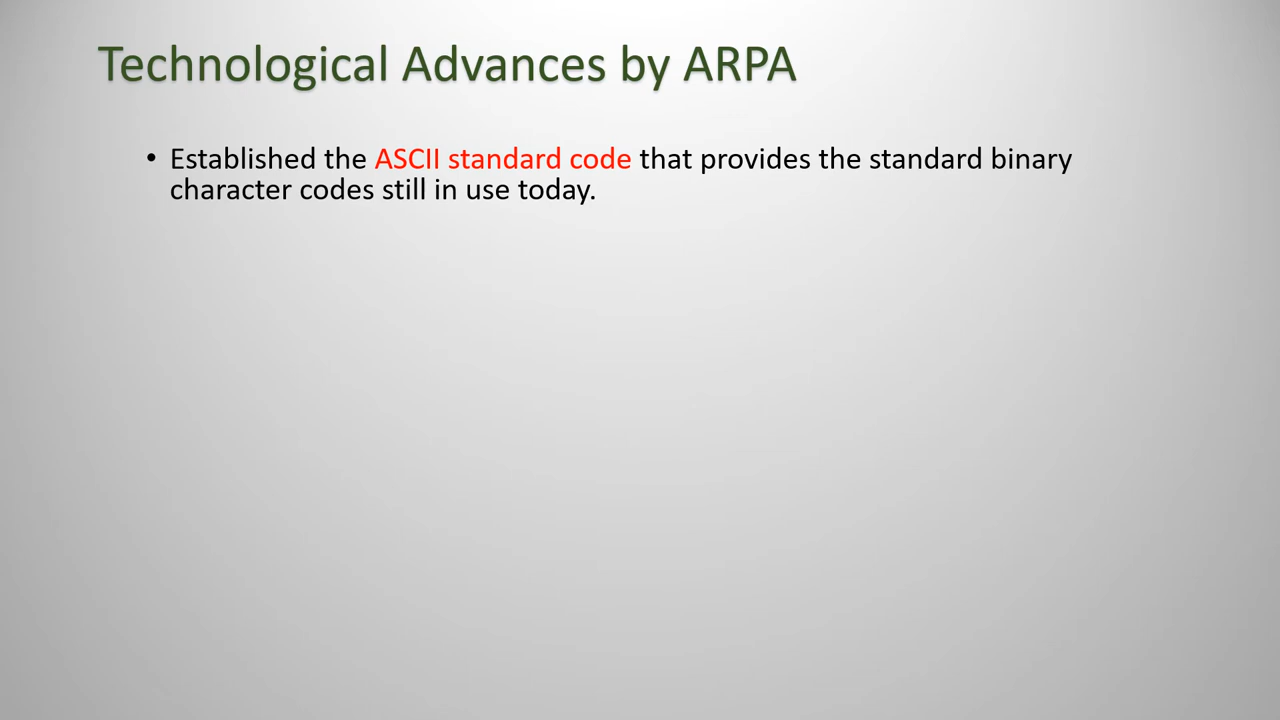 Technological Advances by ARPA
• Established the ASCII standard code that provides the standard binary
character codes still in use today.